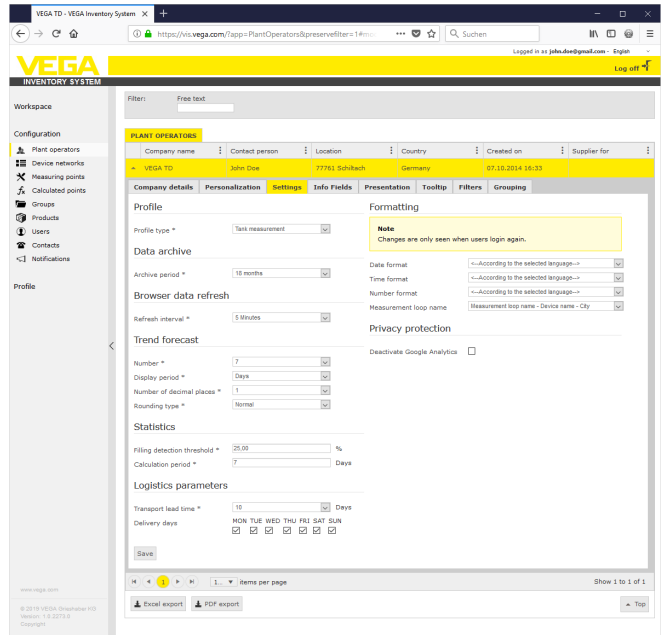 VEGA TD - VEGA Inventory System
https://vis.vega.com/?app=PlantOperators&preservefilter=1#mo
Suchen
Logged in as john.doe@gmail.com - English
VEGA
Log off
INVENTORY SYSTEM
Workspace
Configuration
Plant operators
Device networks
Measuring points
Calculated points
Groups
Products
Users
Contacts
Notifications
Profile
www.vega.com
© 2019 VEGA Grieshaber KG
Version: 1.0.2273.0
Copyright
Filter: Free text
PLANT OPERATORS
Company name Contact person Location Country Created on Supplier for
VEGA TD John Doe 77761 Schiltach Germany 07.10.2014 16:33
Company details Personalization Settings Info Fields Presentation Tooltip Filters Grouping
Profile
Profile type * Tank measurement
Data archive
Archive period * 18 months
Browser data refresh
Refresh interval * 5 Minutes
Trend forecast
Number * 7
Display period * Days
Number of decimal places * 1
Rounding type * Normal
Statistics
Filling detection threshold * 25,00 %
Calculation period * 7 Days
Logistics parameters
Transport lead time * 10 Days
Delivery days MON TUE WED THU FRI SAT SUN
Save
Formatting
Note
Changes are only seen when users login again.
Date format <--According to the selected language-->
Time format <--According to the selected language-->
Number format <--According to the selected language-->
Measurement loop name Measurement loop name - Device name - City
Privacy protection
Deactivate Google Analytics
1 1... items per page Show 1 to 1 of 1
Excel export PDF export Top